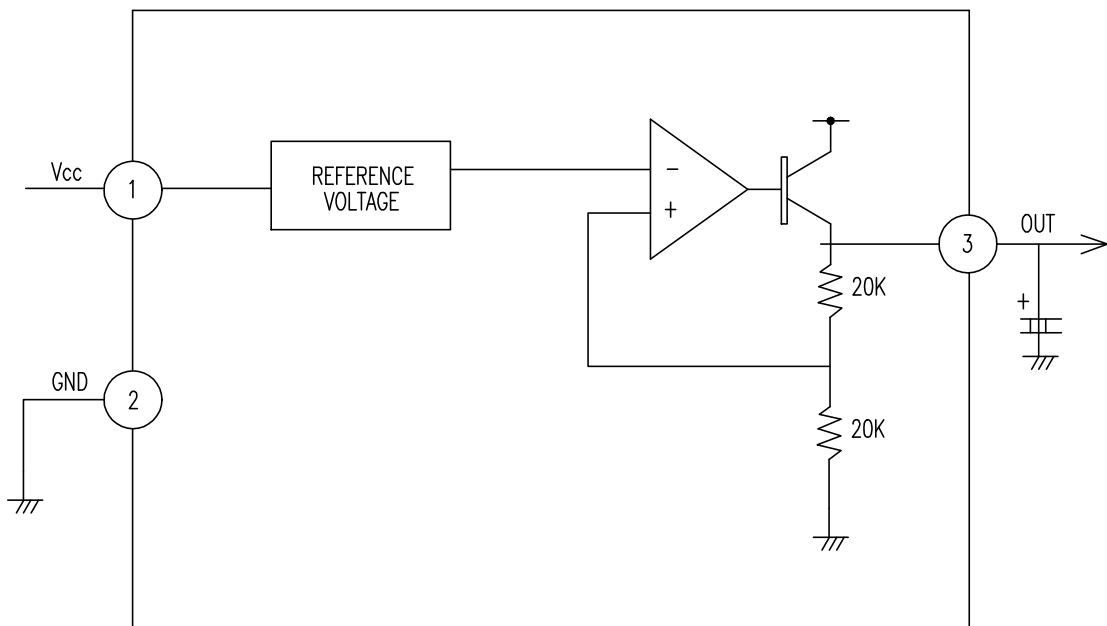 Vcc
1
REFERENCE
VOLTAGE
−
+
3
OUT
20K
+
GND
2
20K